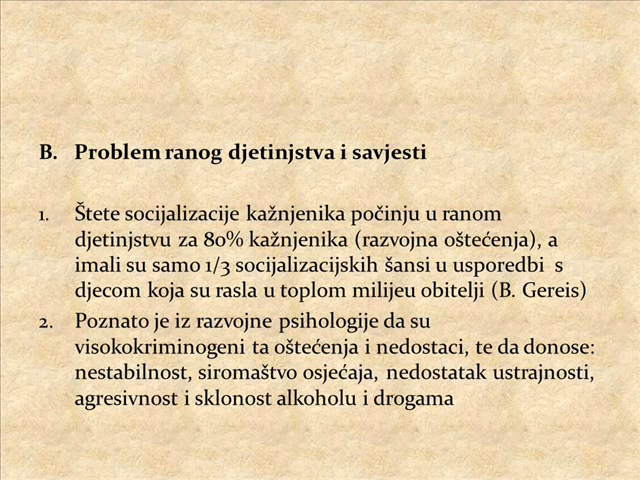 B. Problem ranog djetinjstva i savjesti
1. Štete socijalizacije kažnjenika počinju u ranom
djetinjstvu za 80% kažnjenika (razvojna oštećenja), a
imali su samo 1/3 socijalizacijskih šansi u usporedbi s
djecom koja su rasla u toplom milijeu obitelji (B. Gereis)
2. Poznato je iz razvojne psihologije da su
visokokriminogeni ta oštećenja i nedostaci, te da donose:
nestabilnost, siromaštvo osjećaja, nedostatak ustrajnosti,
agresivnost i sklonost alkoholu i drogama